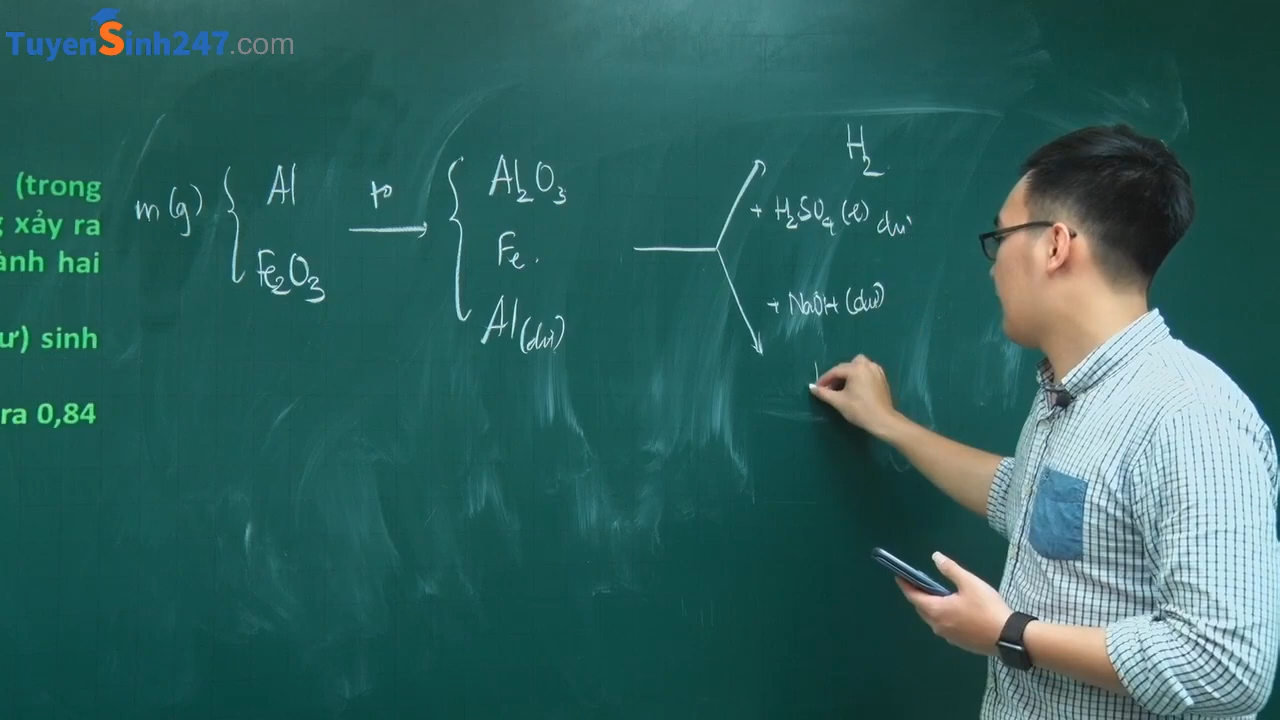 TuyenSinh247.com
(trong
xảy ra
ành hai
ư) sinh
ra 0,84
m(g) { Al
Fe₂O₃
t°
{ Al₂O₃
Fe.
Al(dư)
H₂
+ H₂SO₄(l) dư
+ NaOH (dư)